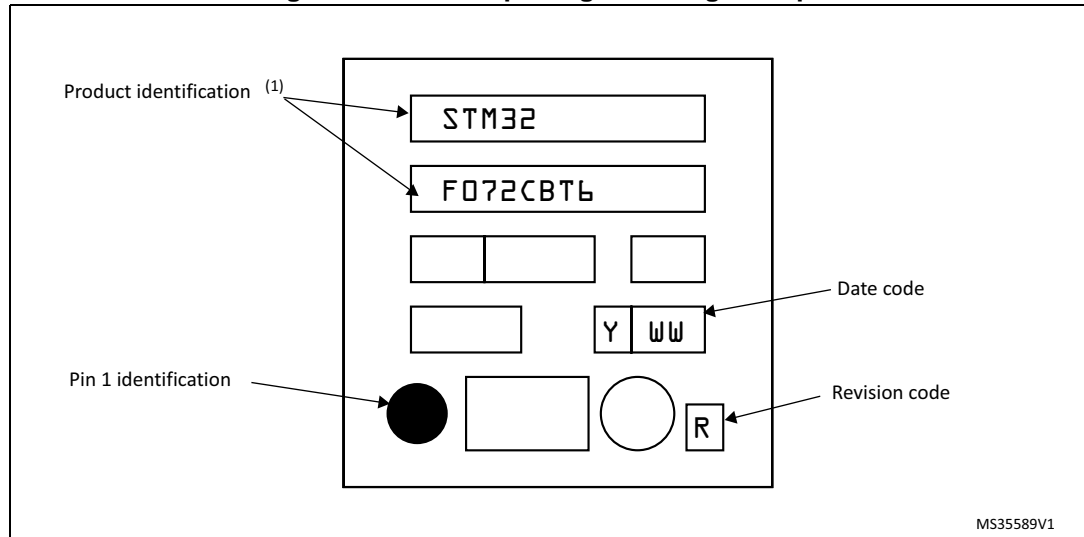 Product identification (1)
STM32
F072CBT6
Date code
Y WW
Pin 1 identification
Revision code
R
MS35589V1